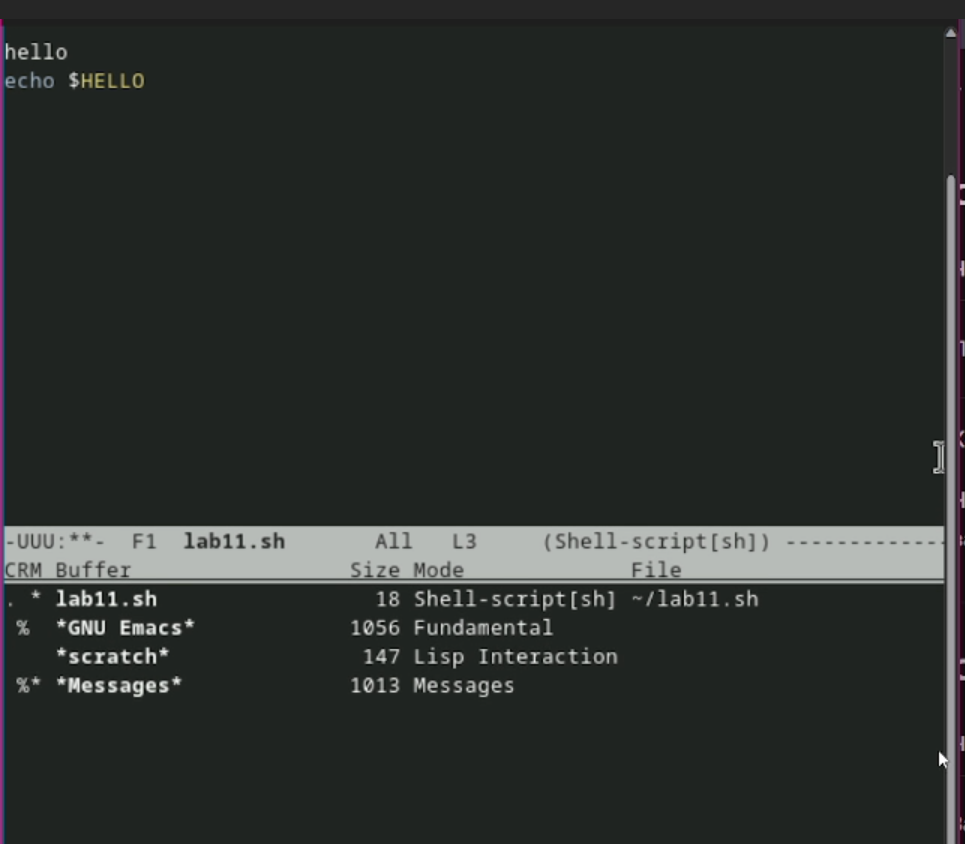 hello
echo $HELLO
-UUU:**-  F1  lab11.sh       All   L3     (Shell-script[sh]) -------------
CRM Buffer                 Size Mode             File
. * lab11.sh                 18 Shell-script[sh] ~/lab11.sh
 %  *GNU Emacs*            1056 Fundamental
    *scratch*               147 Lisp Interaction
 %* *Messages*             1013 Messages